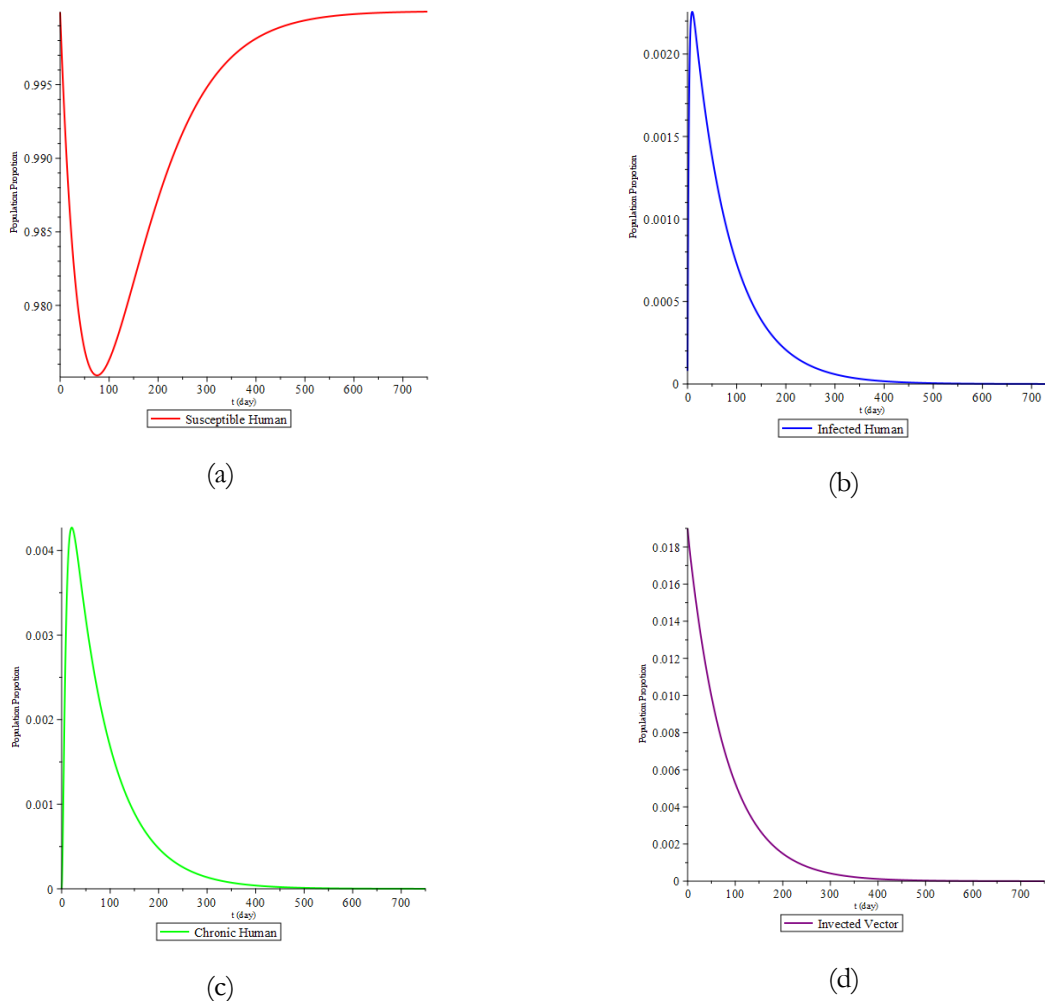 0.995
0.990
Population Propotion
0.985
0.980
0 100 200 300 400 500 600 700
t (day)
Susceptible Human
(a)
0.0020
0.0015
Population Propotion
0.0010
0.0005
0
0 100 200 300 400 500 600 700
t (day)
Infected Human
(b)
0.004
0.003
Population Propotion
0.002
0.001
0
0 100 200 300 400 500 600 700
t (day)
Chronic Human
(c)
0.018
0.016
0.014
0.012
Population Propotion
0.010
0.008
0.006
0.004
0.002
0
0 100 200 300 400 500 600 700
t (day)
Invected Vector
(d)